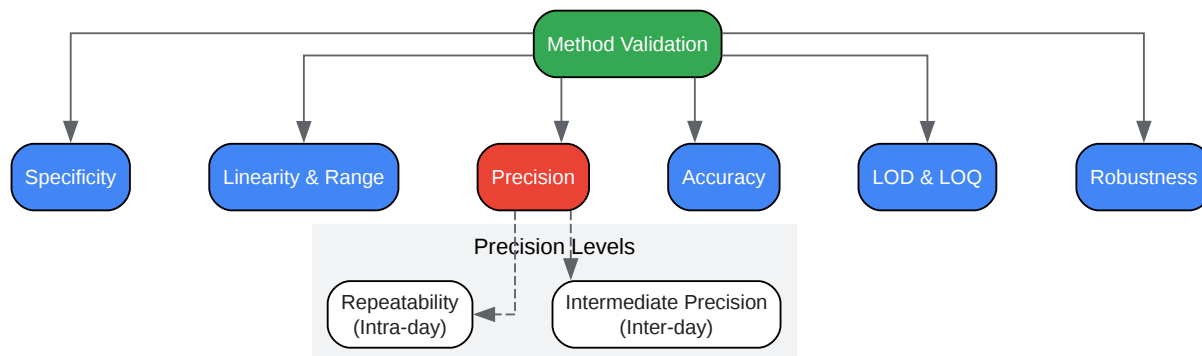 Method Validation
Specificity
Linearity & Range
Precision
Accuracy
LOD & LOQ
Robustness
Precision Levels
Repeatability
(Intra-day)
Intermediate Precision
(Inter-day)